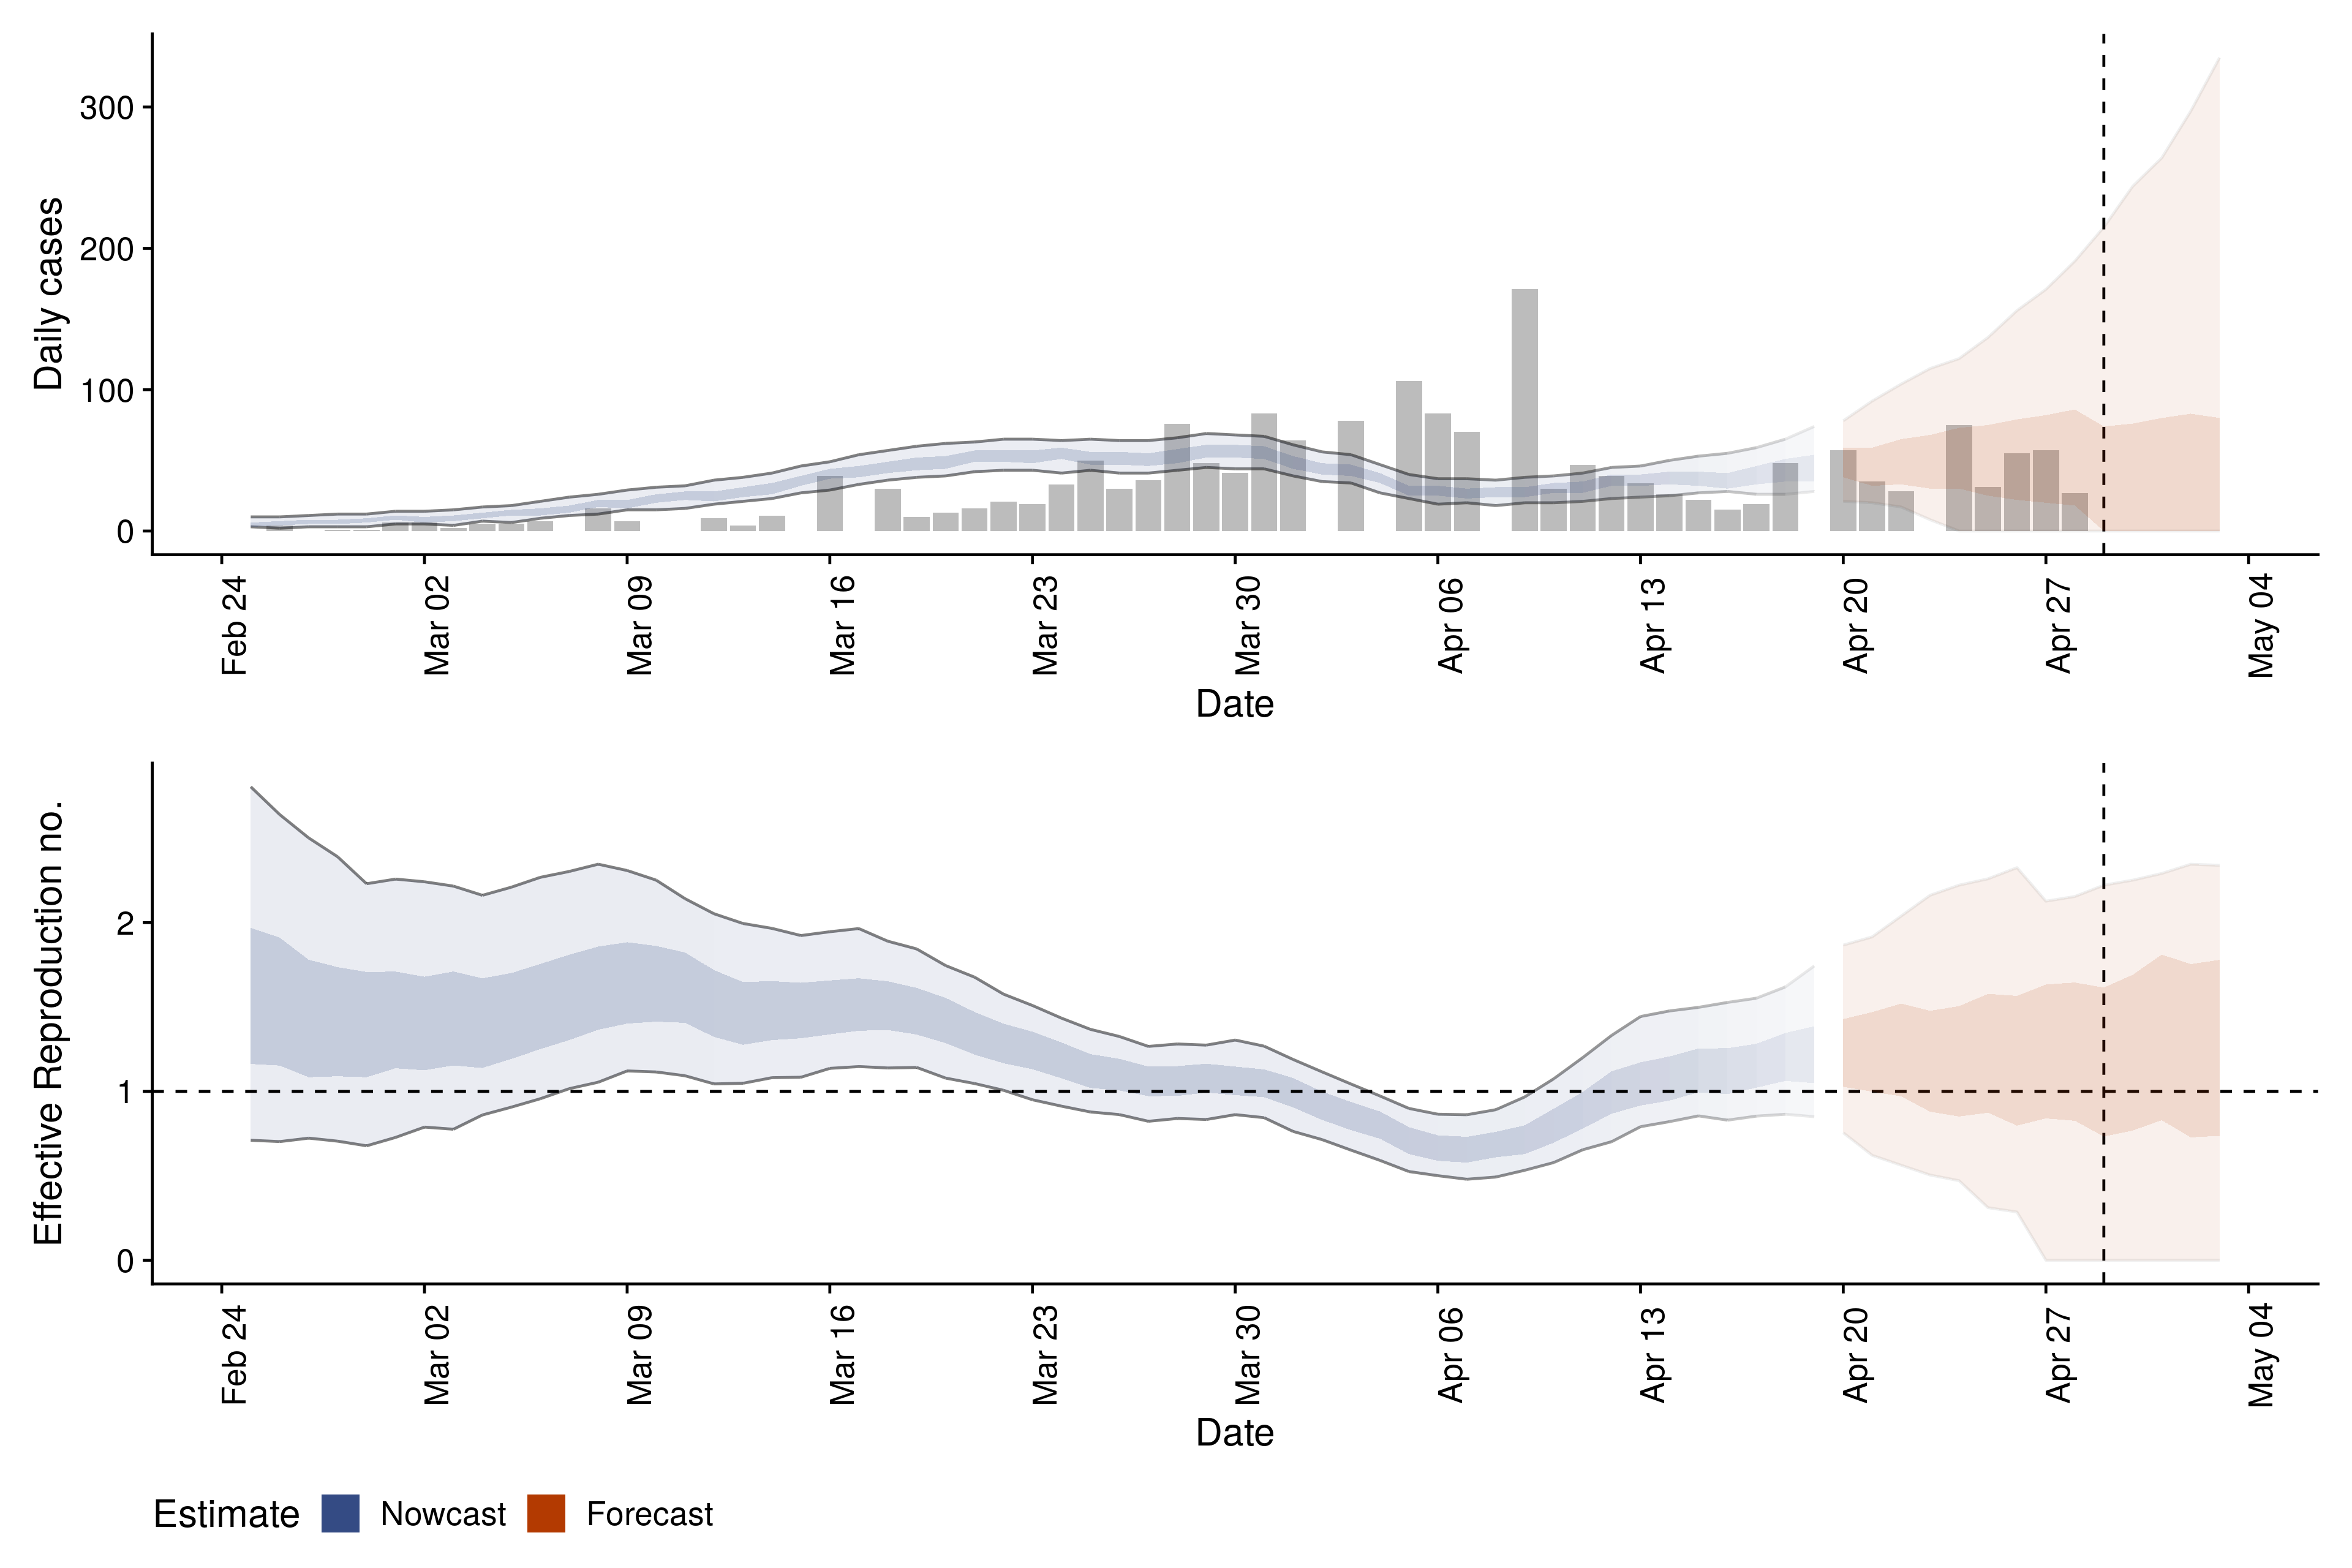 Daily cases
300
200
100
0
Feb 24
Mar 02
Mar 09
Mar 16
Mar 23
Mar 30
Apr 06
Apr 13
Apr 20
Apr 27
May 04
Date
Effective Reproduction no.
2
1
0
Feb 24
Mar 02
Mar 09
Mar 16
Mar 23
Mar 30
Apr 06
Apr 13
Apr 20
Apr 27
May 04
Date
Estimate Nowcast Forecast